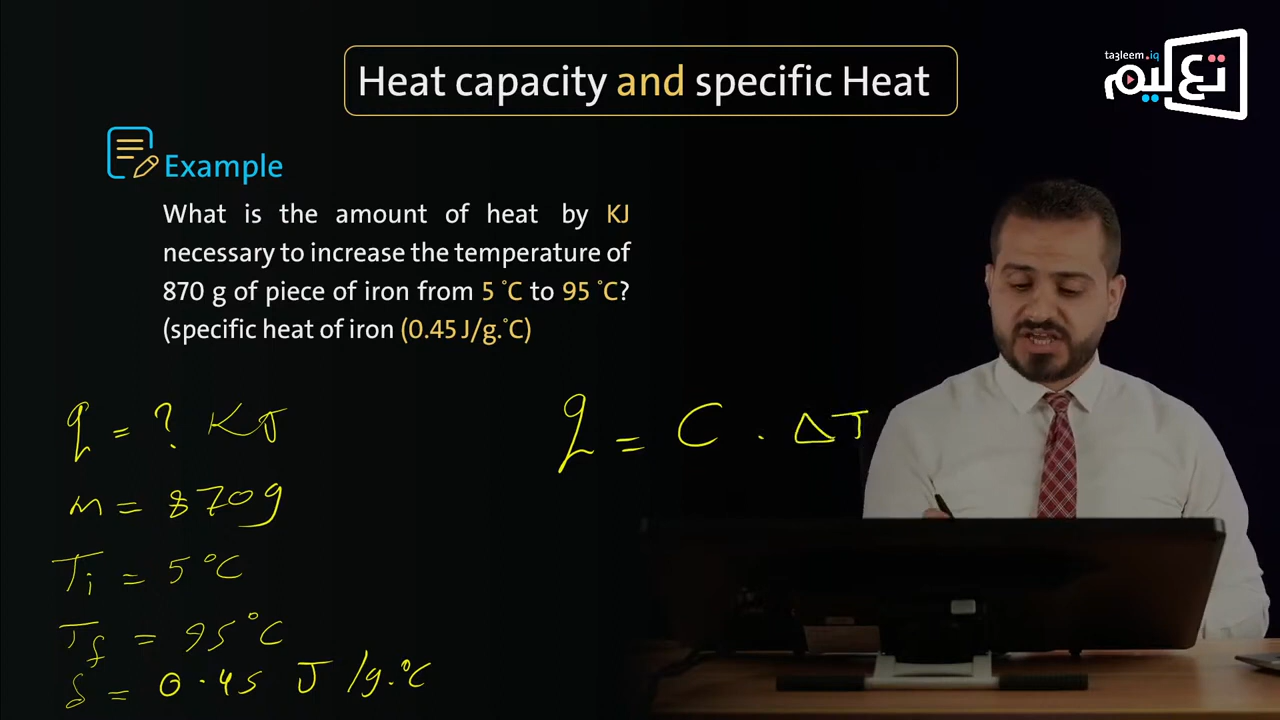 ta3leem.iq
تعليم
Heat capacity and specific Heat
Example
What is the amount of heat by KJ
necessary to increase the temperature of
870 g of piece of iron from 5 °C to 95 °C?
(specific heat of iron (0.45 J/g.°C)
q = ? KJ
m = 870g
Ti = 5°C
Tf = 95°C
δ = 0.45 J /g.°C
q = C . ΔT